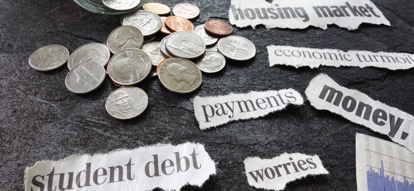 housing market
economic turmoil
payments
money,
student debt
worries